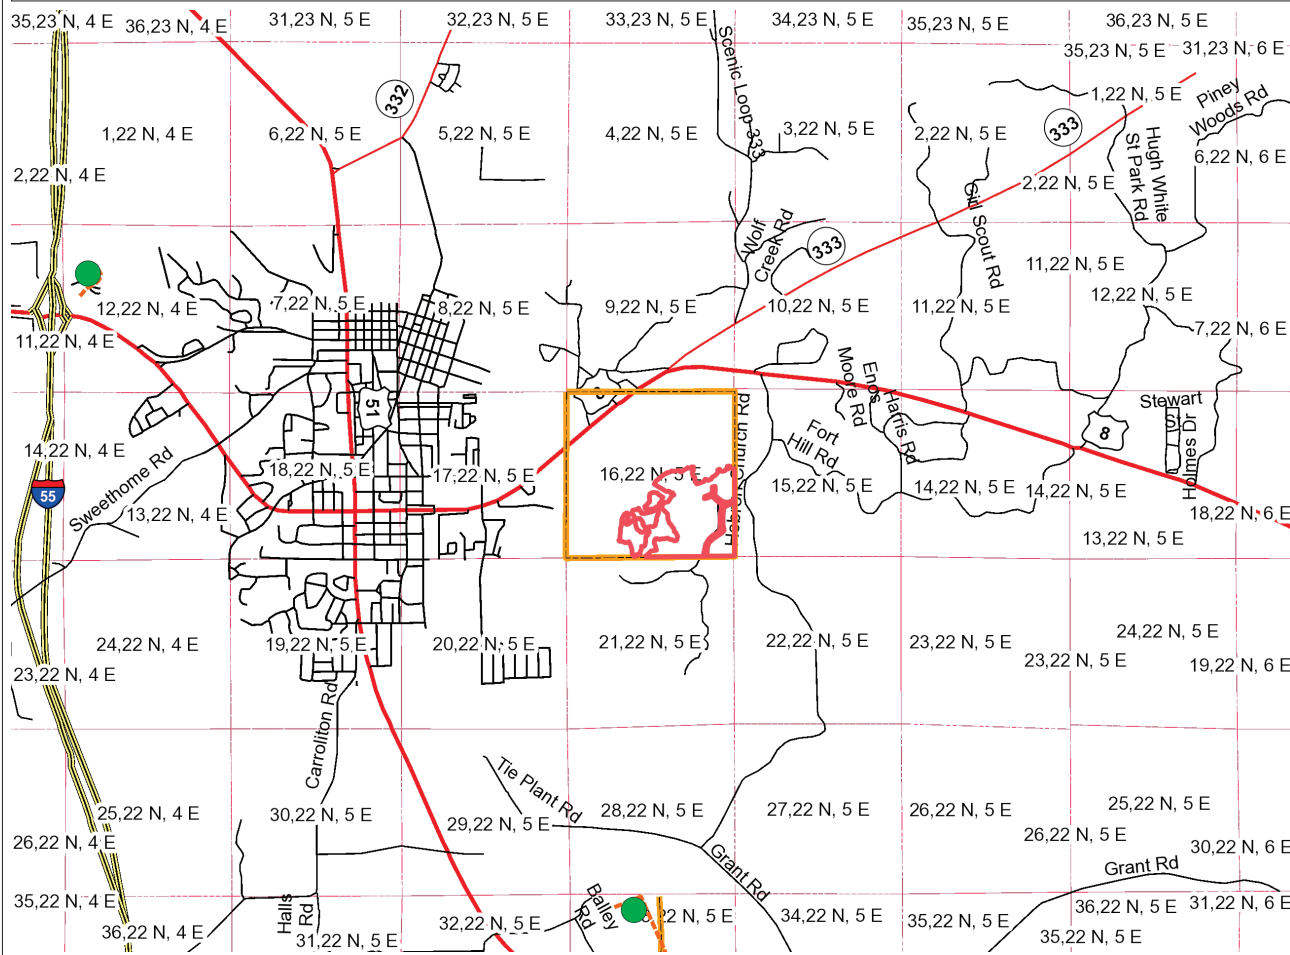 35,23 N, 4 E
36,23 N, 4 E
31,23 N, 5 E
32,23 N, 5 E
33,23 N, 5 E
34,23 N, 5 E
35,23 N, 5 E
36,23 N, 5 E
35,23 N, 5 E
31,23 N, 6 E
Scenic Loop 333
332
1,22 N, 5 E
Piney
Woods Rd
333
1,22 N, 4 E
6,22 N, 5 E
5,22 N, 5 E
4,22 N, 5 E
3,22 N, 5 E
2,22 N, 5 E
Hugh White
St Park Rd
6,22 N, 6 E
2,22 N, 4 E
2,22 N, 5 E
Girl Scout Rd
Wolf
Creek Rd
333
11,22 N, 5 E
12,22 N, 4 E
7,22 N, 5 E
8,22 N, 5 E
9,22 N, 5 E
10,22 N, 5 E
11,22 N, 5 E
12,22 N, 5 E
7,22 N, 6 E
11,22 N, 4 E
Enos
Moore Rd
Harris Rd
51
Stewart
8
Fort
Hill Rd
Holmes Dr
14,22 N, 4 E
Sweethome Rd
55
18,22 N, 5 E
17,22 N, 5 E
16,22 N, 5 E
15,22 N, 5 E
14,22 N, 5 E
14,22 N, 5 E
13,22 N, 4 E
18,22 N, 6 E
13,22 N, 5 E
24,22 N, 4 E
19,22 N, 5 E
20,22 N, 5 E
21,22 N, 5 E
22,22 N, 5 E
23,22 N, 5 E
24,22 N, 5 E
23,22 N, 5 E
19,22 N, 6 E
23,22 N, 4 E
Carrollton Rd
Tie Plant Rd
25,22 N, 4 E
30,22 N, 5 E
29,22 N, 5 E
28,22 N, 5 E
27,22 N, 5 E
26,22 N, 5 E
25,22 N, 5 E
26,22 N, 5 E
26,22 N, 4 E
30,22 N, 6 E
Grant Rd
Grant Rd
35,22 N, 4 E
Halls
Rd
Balley
Rd
36,22 N, 4 E
31,22 N, 5 E
32,22 N, 5 E
22 N, 5 E
34,22 N, 5 E
35,22 N, 5 E
36,22 N, 5 E
31,22 N, 6 E
35,22 N, 5 E